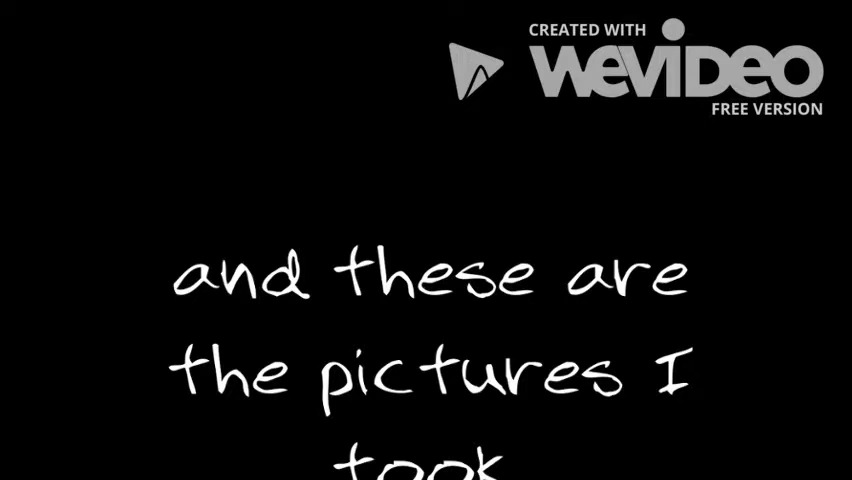 CREATED WITH
WEVIDEO
FREE VERSION
and these are
the pictures I
took